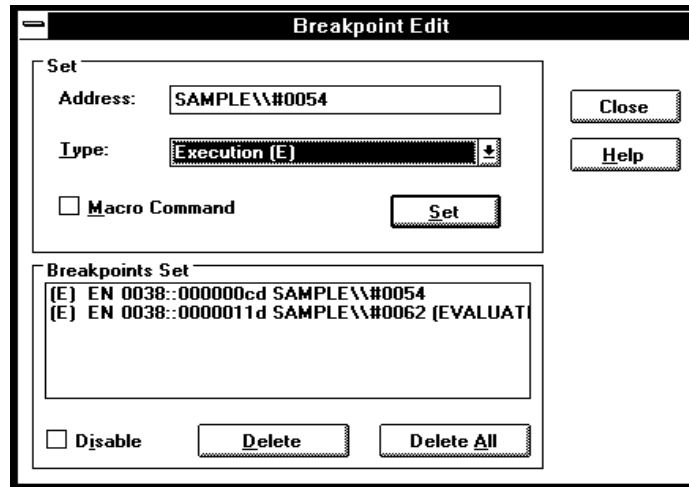 Breakpoint Edit
Set
Address: SAMPLE\\#0054
Close
Type: Execution (E)
Help
Macro Command
Set
Breakpoints Set
(E) EN 0038::000000cd SAMPLE\\#0054
(E) EN 0038::0000011d SAMPLE\\#0062 (EVALUATI
Disable
Delete
Delete All